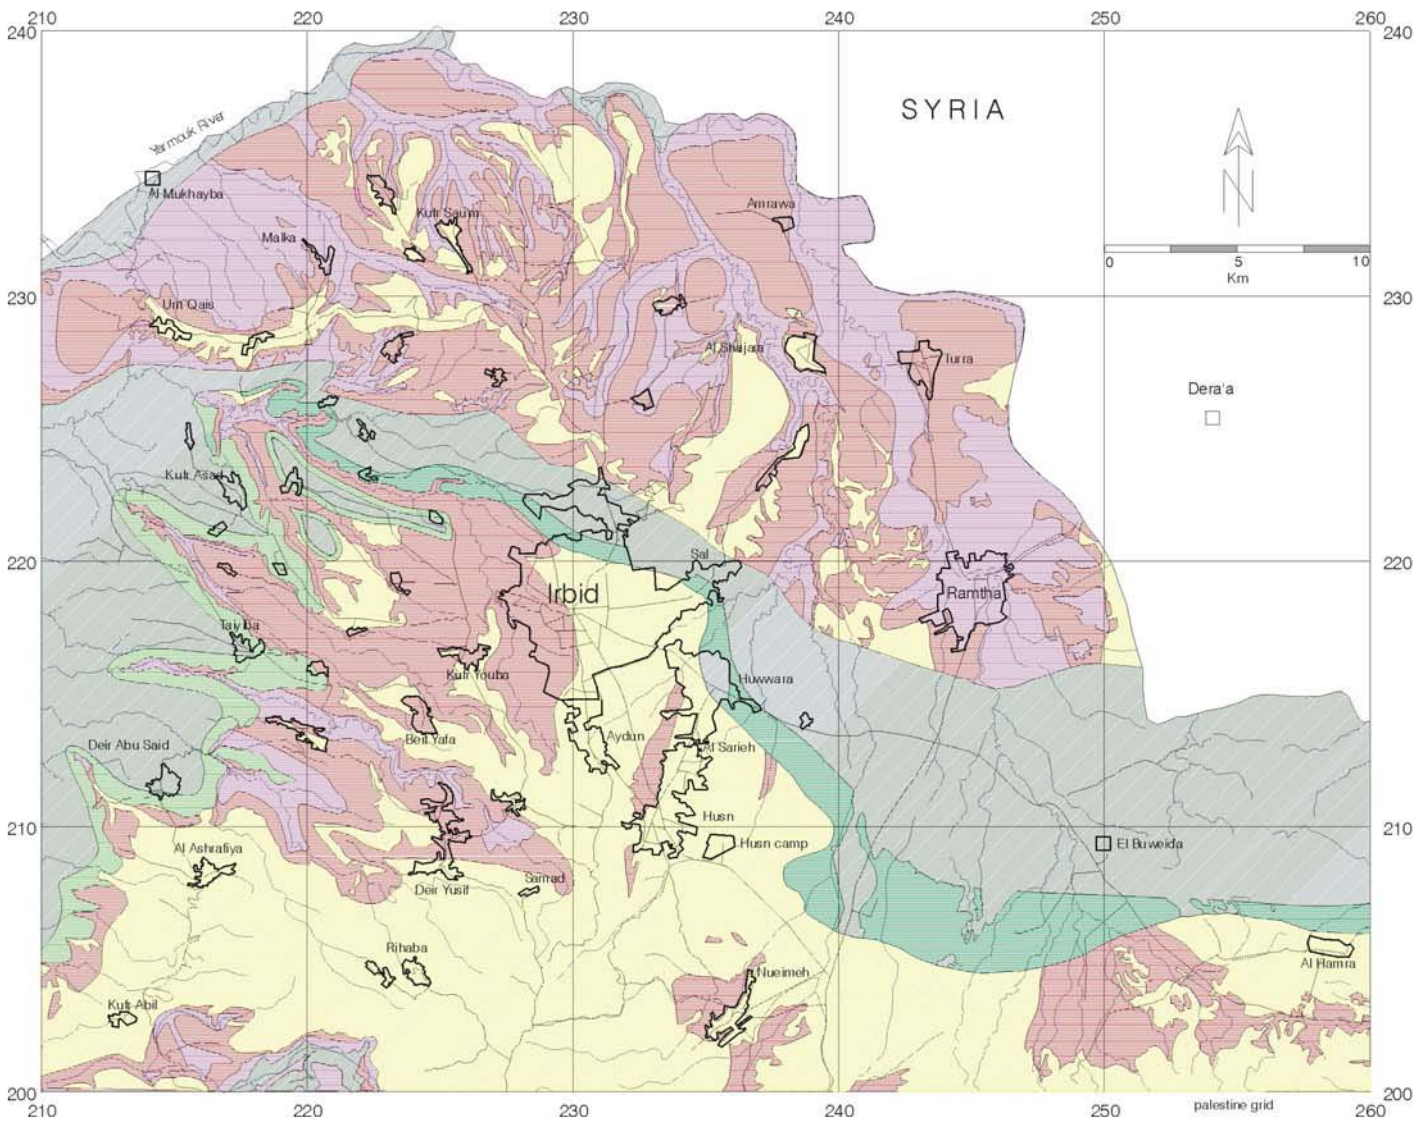 210 220 230 240 250 260
240 240
SYRIA
Yarmouk River
Al Mukhayba
Kufr Saum
Amrawa
Malka
0 5 10
Km
230 230
Um Qais
Al Shajara
Turra
Dera'a
Kufr Asad
220 220
Sal
Irbid
Ramtha
Taiyiba
Kufr Youba
Huwwara
Beit Yafa
Aydun
Al Sarieh
Deir Abu Said
Husn
210 210
Al Ashrafiya
Husn camp
El Buweida
Deir Yusif
Samad
Rihaba
Nueimeh
Al Hamra
Kufr Abil
200 200
210 220 230 240 250 260
palestine grid